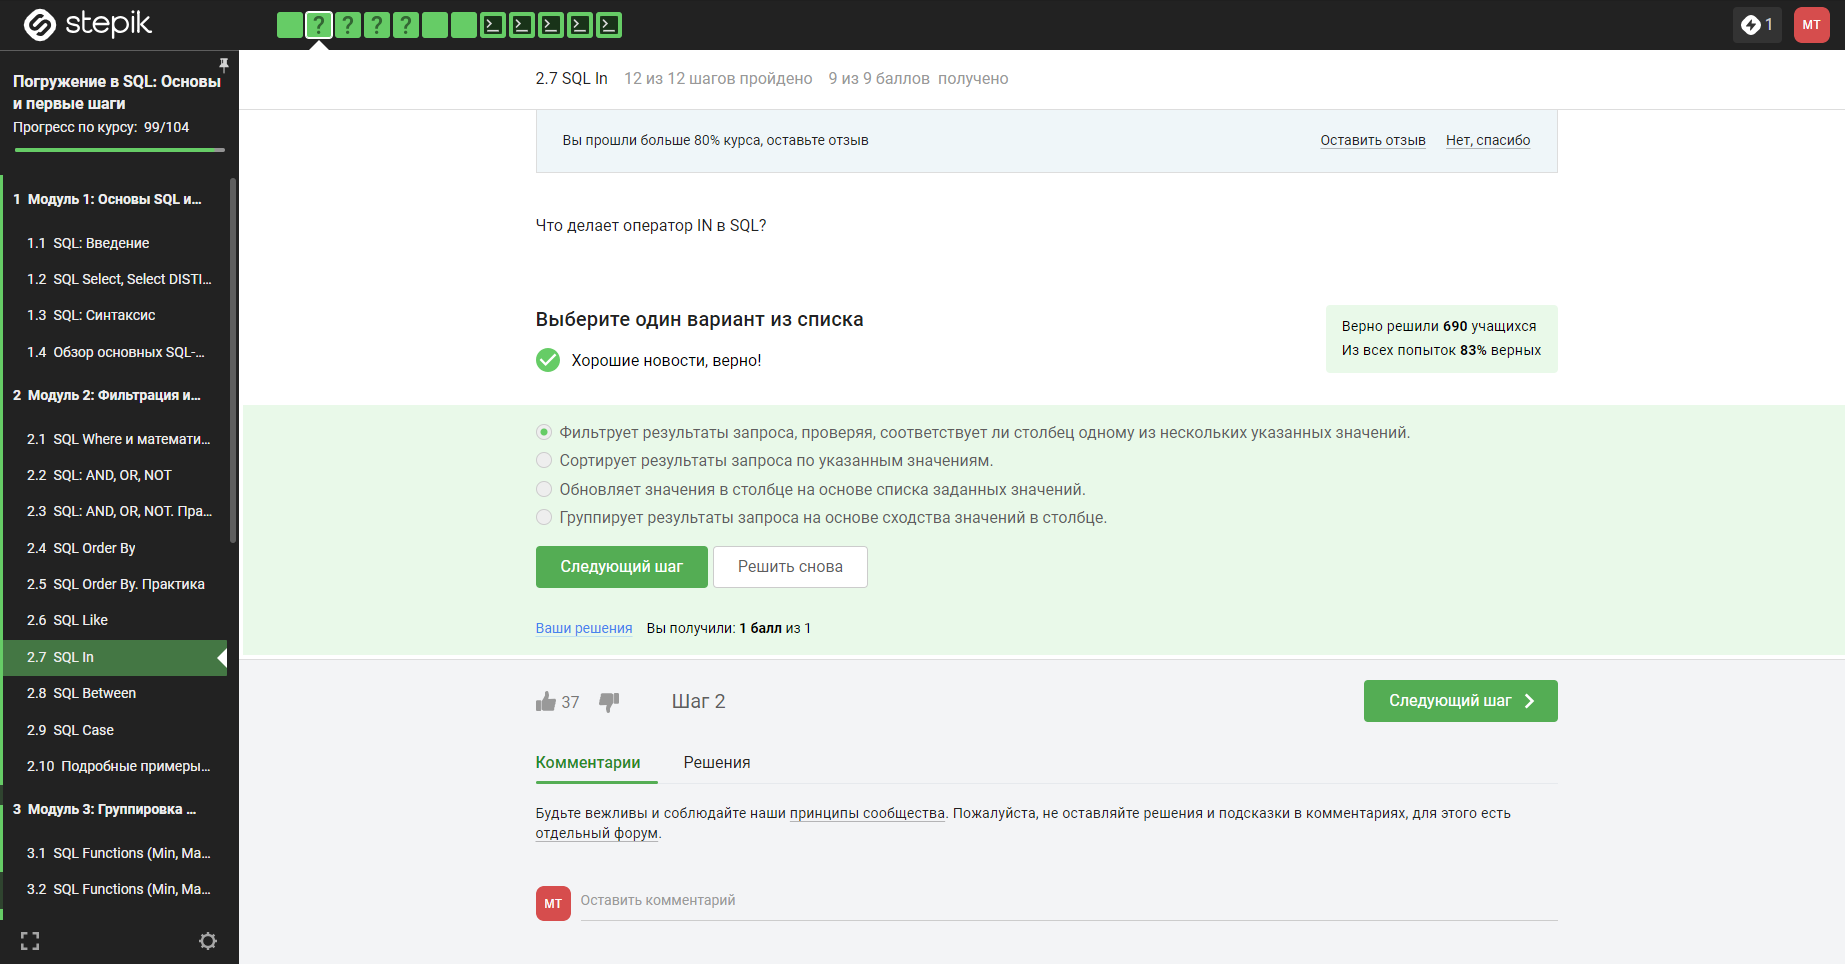 stepik
? ? ? ?
1
MT
Погружение в SQL: Основы
и первые шаги
Прогресс по курсу: 99/104
1 Модуль 1: Основы SQL и...
1.1 SQL: Введение
1.2 SQL Select, Select DISTI...
1.3 SQL: Синтаксис
1.4 Обзор основных SQL-...
2 Модуль 2: Фильтрация и...
2.1 SQL Where и математи...
2.2 SQL: AND, OR, NOT
2.3 SQL: AND, OR, NOT. Пра...
2.4 SQL Order By
2.5 SQL Order By. Практика
2.6 SQL Like
2.7 SQL In
2.8 SQL Between
2.9 SQL Case
2.10 Подробные примеры...
3 Модуль 3: Группировка ...
3.1 SQL Functions (Min, Ma...
3.2 SQL Functions (Min, Ma...
2.7 SQL In 12 из 12 шагов пройдено 9 из 9 баллов получено
Вы прошли больше 80% курса, оставьте отзыв
Оставить отзыв Нет, спасибо
Что делает оператор IN в SQL?
Выберите один вариант из списка
Хорошие новости, верно!
Верно решили 690 учащихся
Из всех попыток 83% верных
Фильтрует результаты запроса, проверяя, соответствует ли столбец одному из нескольких указанных значений.
Сортирует результаты запроса по указанным значениям.
Обновляет значения в столбце на основе списка заданных значений.
Группирует результаты запроса на основе сходства значений в столбце.
Следующий шаг Решить снова
Ваши решения Вы получили: 1 балл из 1
37 Шаг 2
Следующий шаг
Комментарии Решения
Будьте вежливы и соблюдайте наши принципы сообщества. Пожалуйста, не оставляйте решения и подсказки в комментариях, для этого есть
отдельный форум.
MT Оставить комментарий